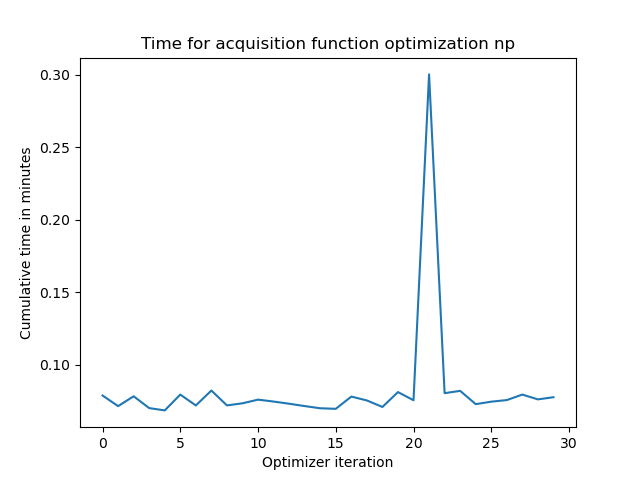 Time for acquisition function optimization np
0.30
0.25
0.20
0.15
0.10
Cumulative time in minutes
0 5 10 15 20 25 30
Optimizer iteration